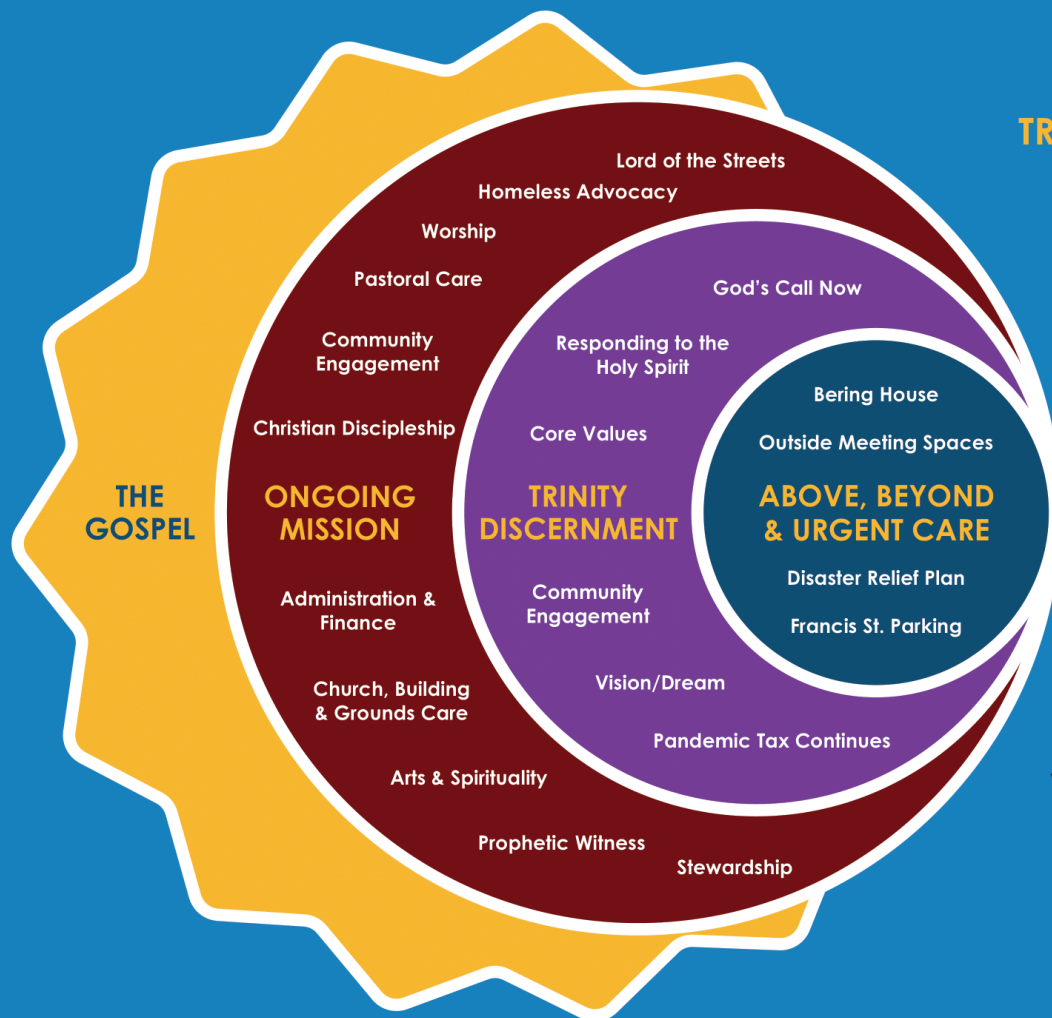 TR
Lord of the Streets
Homeless Advocacy
Worship
Pastoral Care
Community
Engagement
Christian Discipleship
THE
GOSPEL
ONGOING
MISSION
Administration &
Finance
Church, Building
& Grounds Care
Arts & Spirituality
Prophetic Witness
Stewardship
God's Call Now
Responding to the
Holy Spirit
Core Values
TRINITY
DISCERNMENT
Community
Engagement
Vision/Dream
Pandemic Tax Continues
Bering House
Outside Meeting Spaces
ABOVE, BEYOND
& URGENT CARE
Disaster Relief Plan
Francis St. Parking